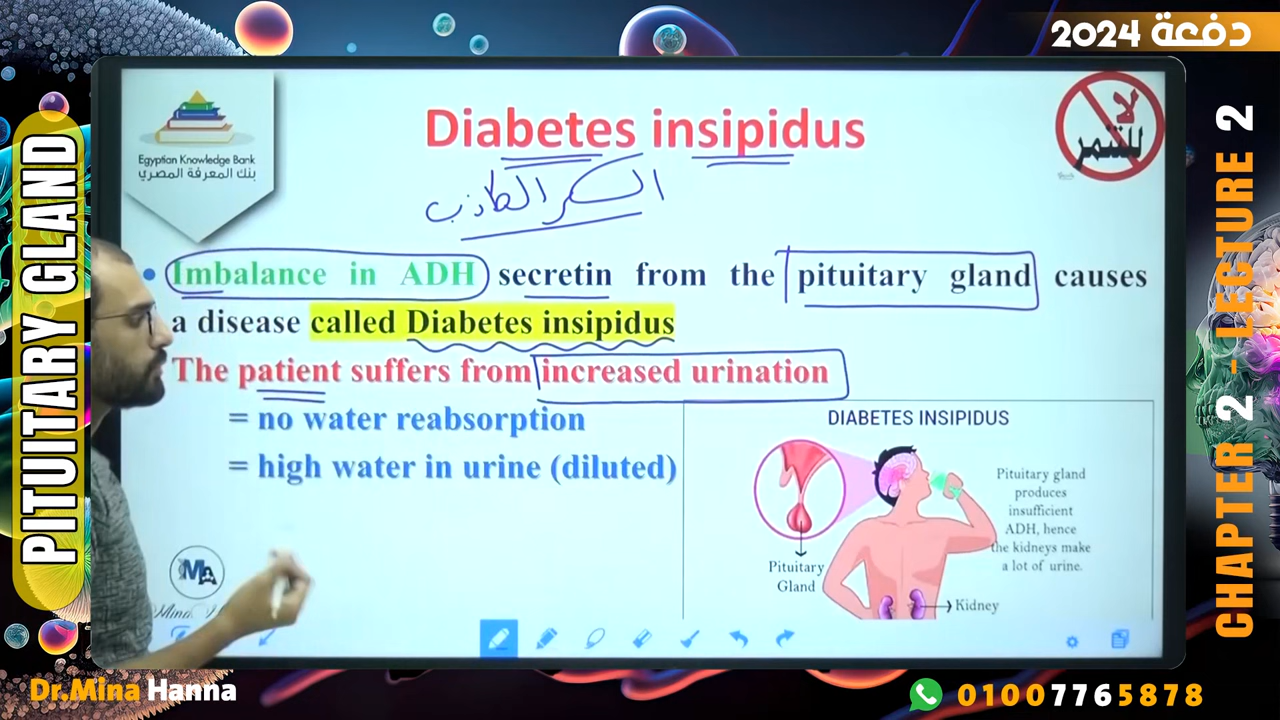 دفعة 2024
PITUITARY GLAND
CHAPTER 2 - LECTURE 2
Egyptian Knowledge Bank
بنك المعرفة المصري
لا
للتنمر
Diabetes insipidus
السكر الكاذب
• Imbalance in ADH secretin from the pituitary gland causes
a disease called Diabetes insipidus
The patient suffers from increased urination
= no water reabsorption
= high water in urine (diluted)
DIABETES INSIPIDUS
Pituitary gland
produces
insufficient
ADH, hence
the kidneys make
a lot of urine.
Pituitary
Gland
Kidney
MA
Dr.Mina Hanna
01007765878